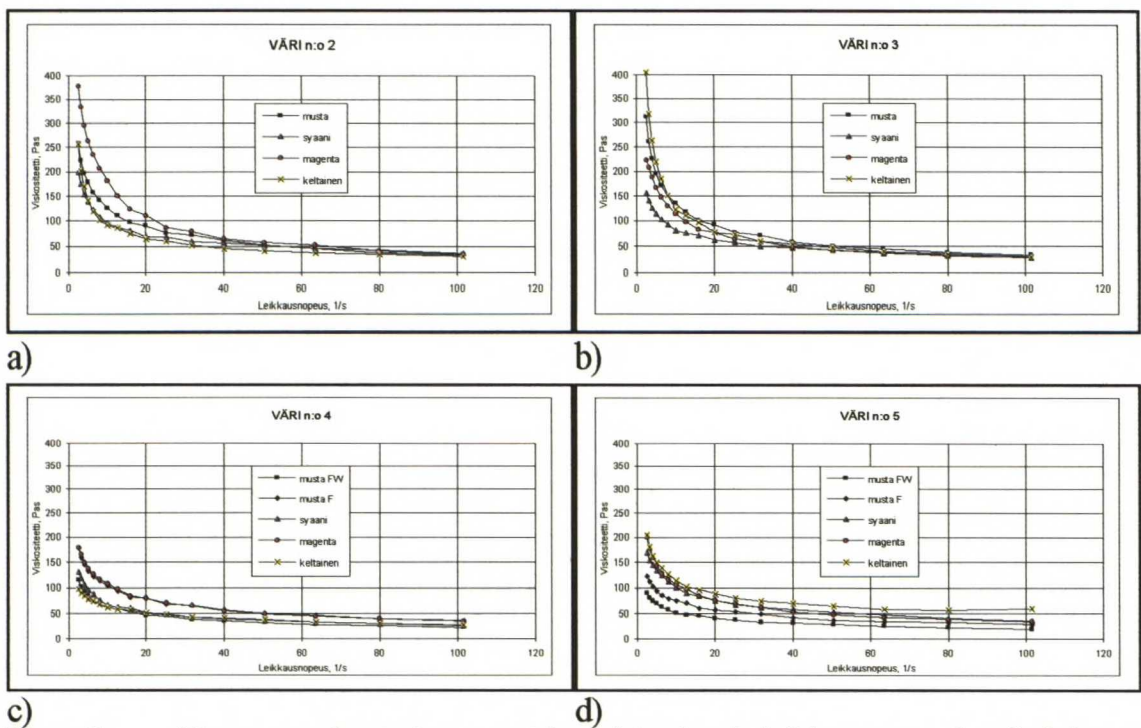 VÄRI n:o 2
400
350
300
250
200
150
100
50
0
Viskositeetti, Pas
musta
syaani
magenta
keltainen
0 20 40 60 80 100 120
Leikkausnopeus, 1/s
a)
VÄRI n:o 3
400
350
300
250
200
150
100
50
0
Viskositeetti, Pas
musta
syaani
magenta
keltainen
0 20 40 60 80 100 120
Leikkausnopeus, 1/s
b)
VÄRI n:o 4
400
350
300
250
200
150
100
50
0
Viskositeetti, Pas
musta FW
musta F
syaani
magenta
keltainen
0 20 40 60 80 100 120
Leikkausnopeus, 1/s
c)
VÄRI n:o 5
400
350
300
250
200
150
100
50
0
Viskositeetti, Pas
musta FW
musta F
syaani
magenta
keltainen
0 20 40 60 80 100 120
Leikkausnopeus, 1/s
d)